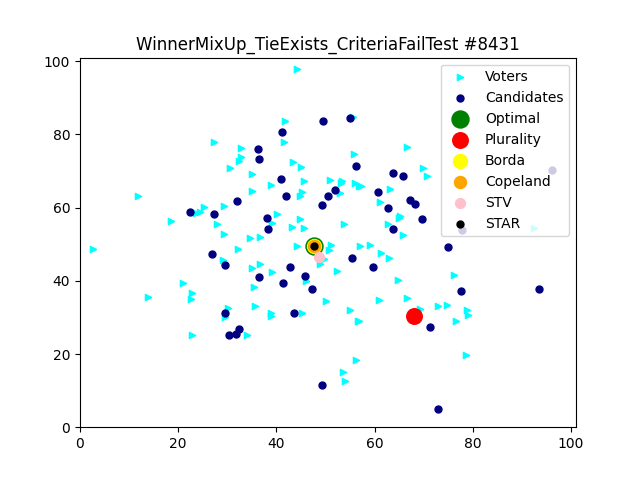 WinnerMixUp_TieExists_CriteriaFailTest #8431
100
80
60
40
20
0
0 20 40 60 80 100
Voters
Candidates
Optimal
Plurality
Borda
Copeland
STV
STAR